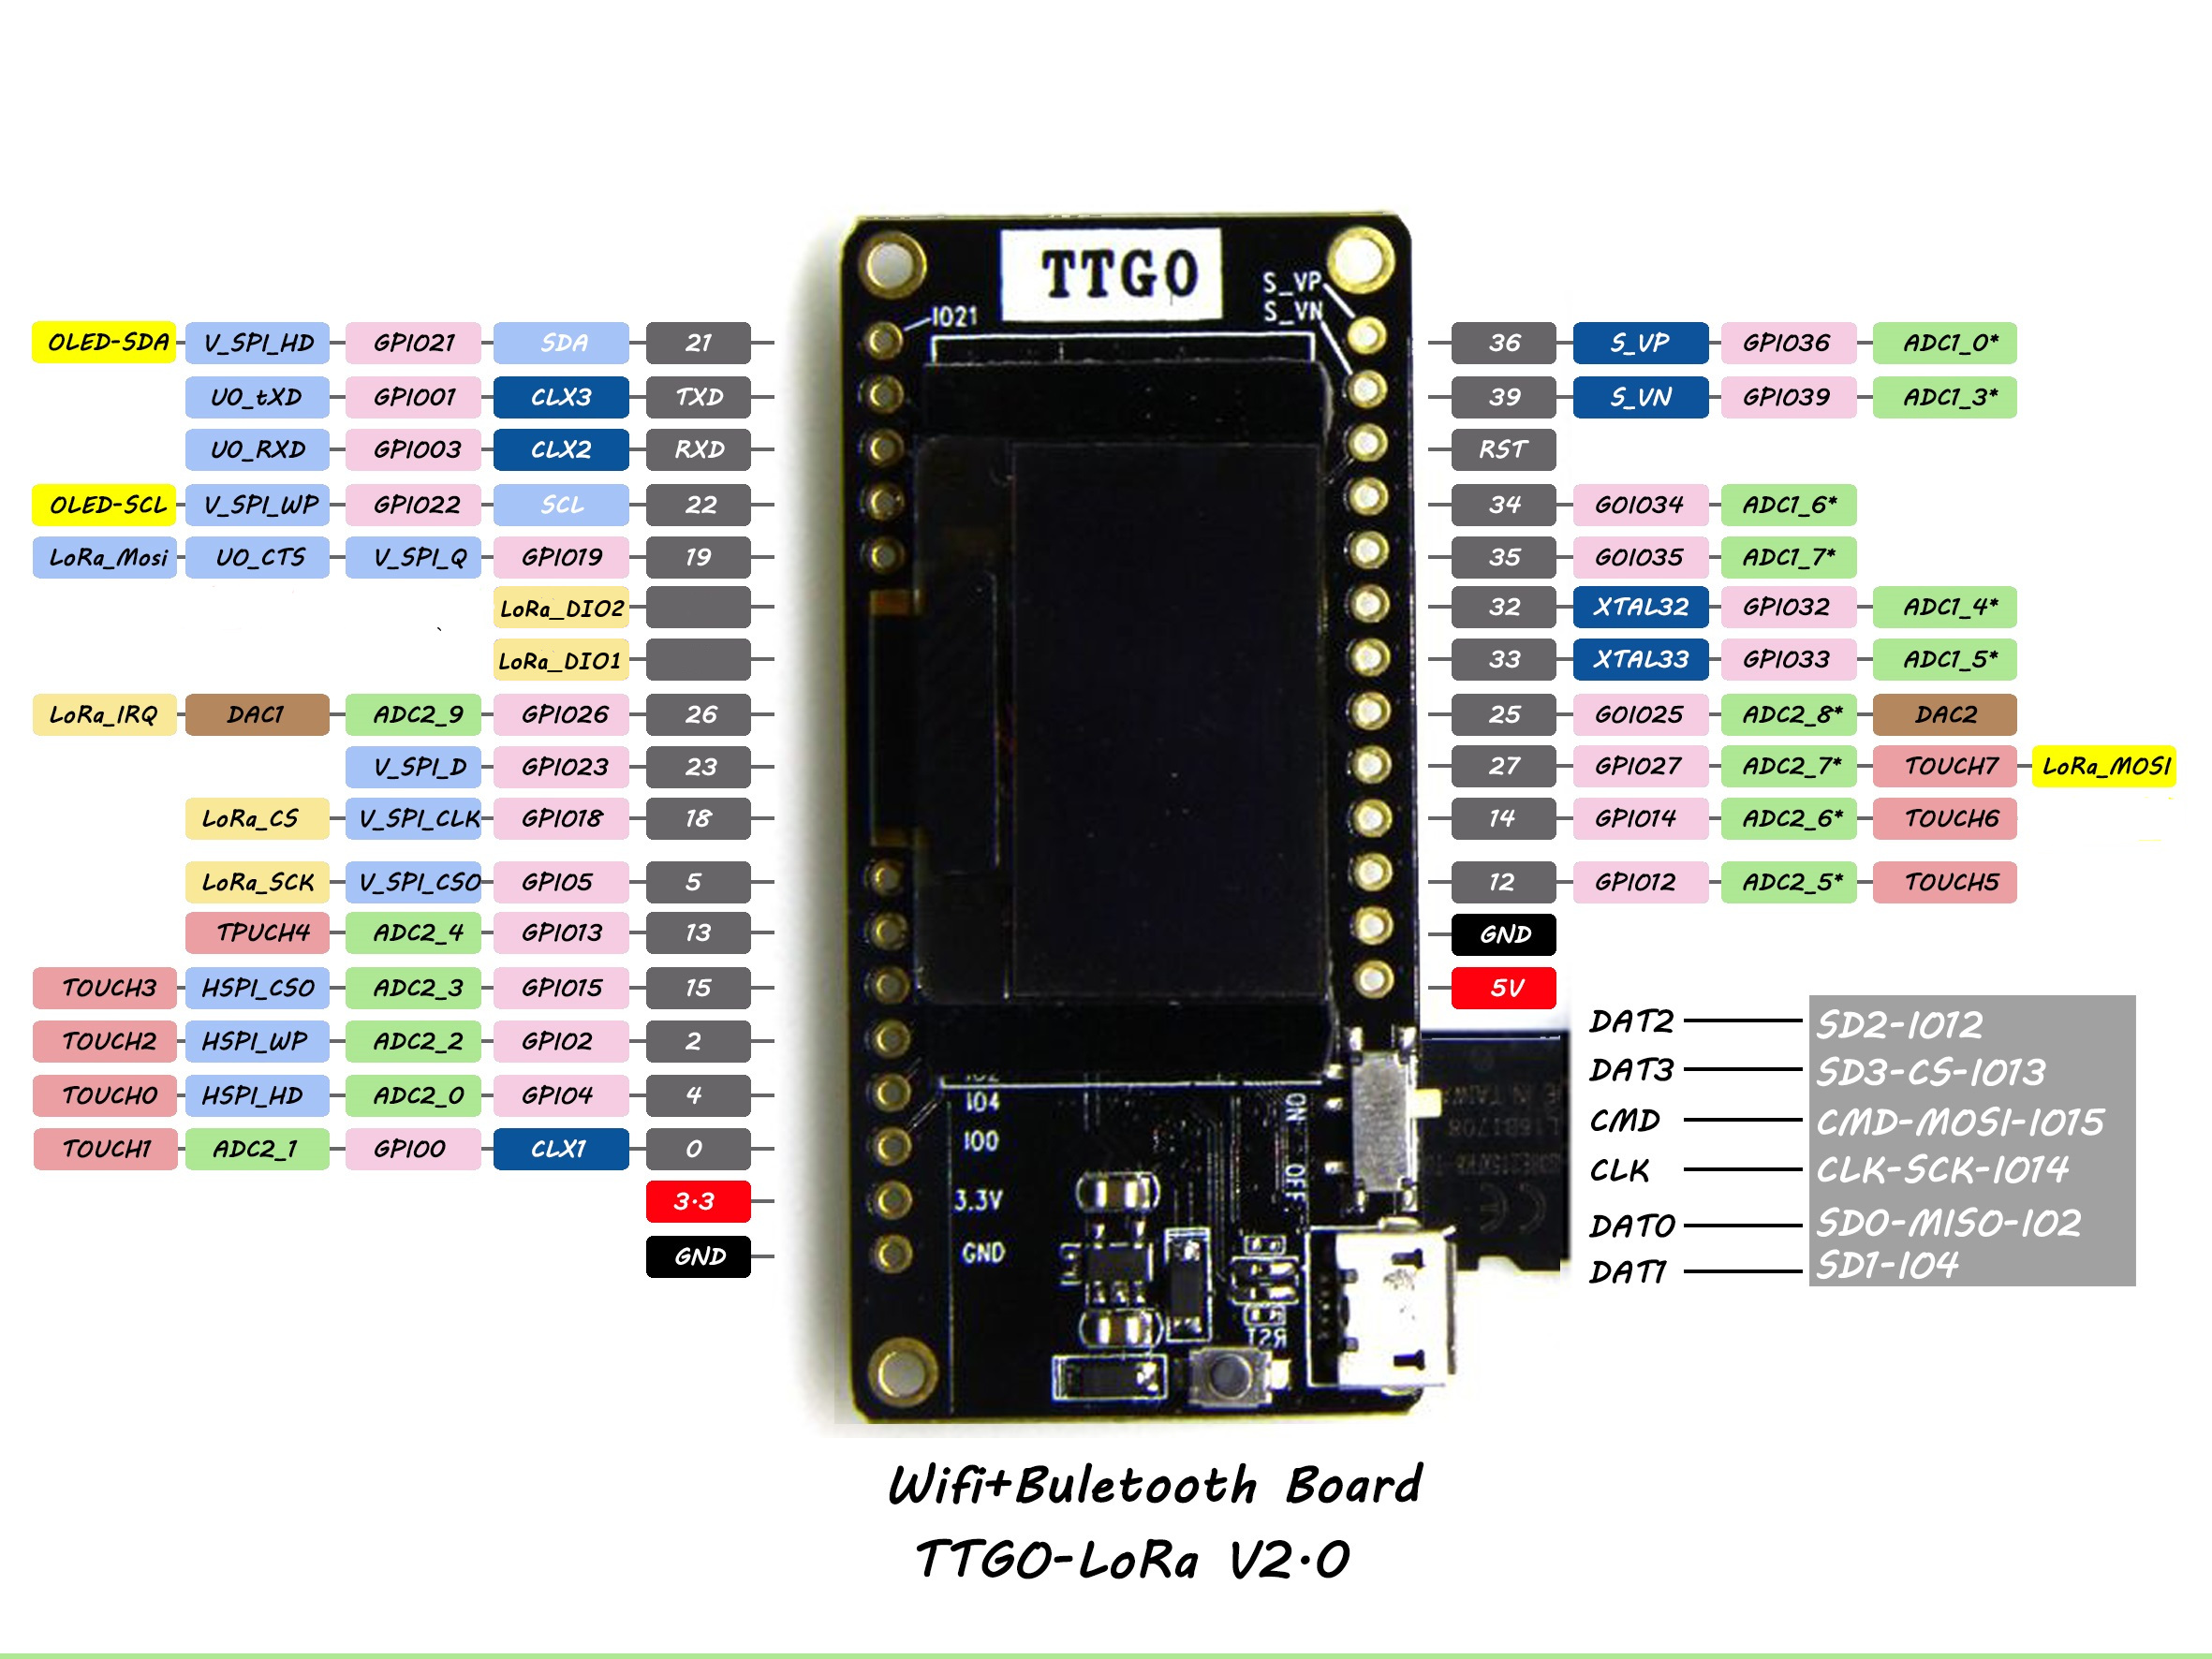 TTGO
S_VP
S_VN
IO21
OLED-SDA V_SPI_HD GPIO21 SDA 21
UO_tXD GPIO01 CLX3 TXD
UO_RXD GPIO03 CLX2 RXD
OLED-SCL V_SPI_WP GPIO22 SCL 22
LoRa_Mosi UO_CTS V_SPI_Q GPIO19 19
LoRa_DIO2
LoRa_DIO1
LoRa_IRQ DAC1 ADC2_9 GPIO26 26
V_SPI_D GPIO23 23
LoRa_CS V_SPI_CLK GPIO18 18
LoRa_SCK V_SPI_CSO GPIO5 5
TPUCH4 ADC2_4 GPIO13 13
TOUCH3 HSPI_CSO ADC2_3 GPIO15 15
TOUCH2 HSPI_WP ADC2_2 GPIO2 2
TOUCH0 HSPI_HD ADC2_0 GPIO4 4
TOUCH1 ADC2_1 GPIO0 CLX1 0
3.3
GND
36 S_VP GPIO36 ADC1_0*
39 S_VN GPIO39 ADC1_3*
RST
34 GOIO34 ADC1_6*
35 GOIO35 ADC1_7*
32 XTAL32 GPIO32 ADC1_4*
33 XTAL33 GPIO33 ADC1_5*
25 GOIO25 ADC2_8* DAC2
27 GPIO27 ADC2_7* TOUCH7 LoRa_MOSI
14 GPIO14 ADC2_6* TOUCH6
12 GPIO12 ADC2_5* TOUCH5
GND
5V
DAT2 SD2-IO12
DAT3 SD3-CS-IO13
CMD CMD-MOSI-IO15
CLK CLK-SCK-IO14
DAT0 SD0-MISO-IO2
DAT1 SD1-IO4
IO4
IO0
3.3V
GND
ON
OFF
RST
Wifi+Buletooth Board
TTGO-LoRa V2.0